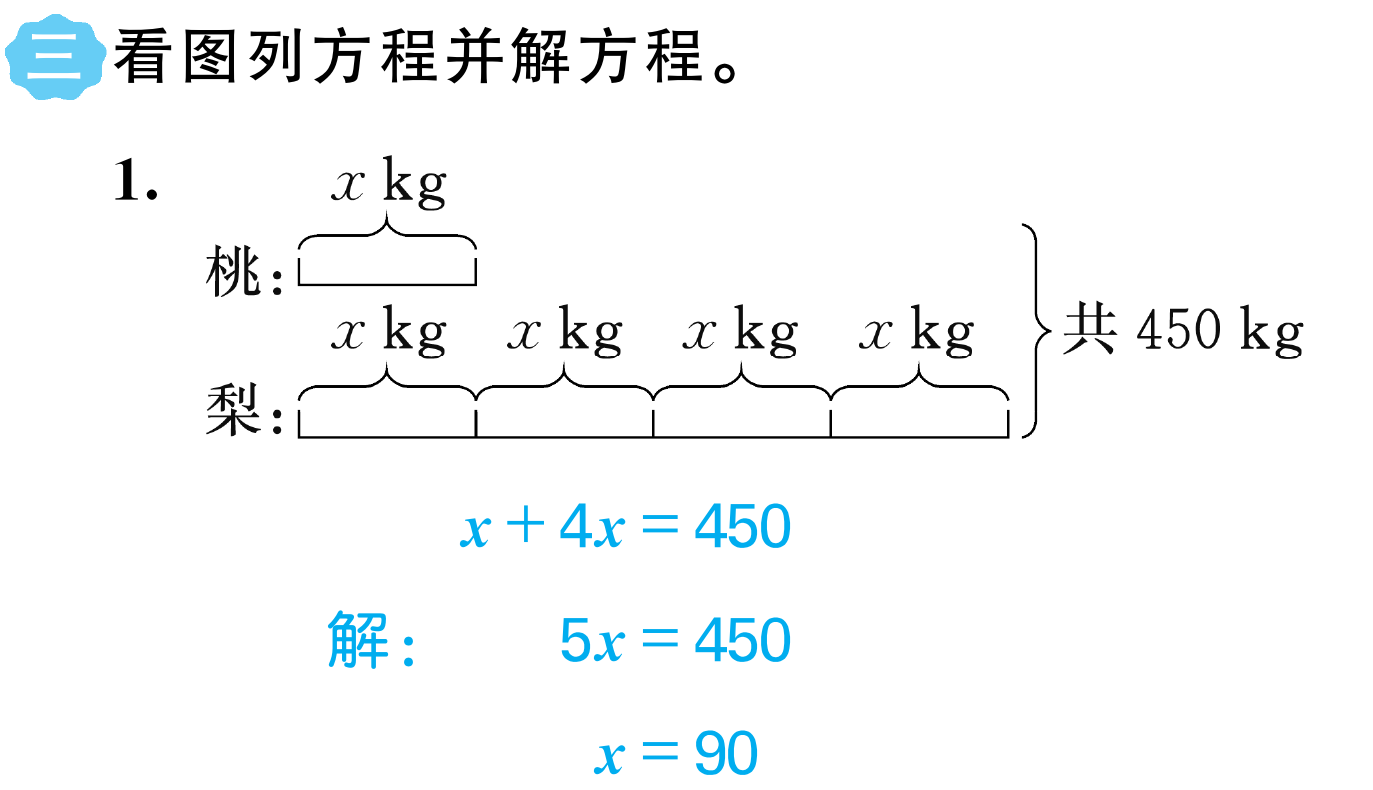 三 看图列方程并解方程。
1.
x kg
桃：
x kg x kg x kg x kg
共 450 kg
梨：
x + 4x = 450
解： 5x = 450
x = 90